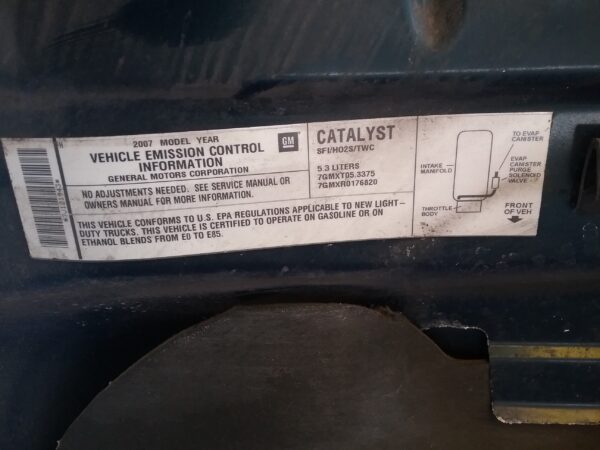 2007 MODEL YEAR
VEHICLE EMISSION CONTROL
INFORMATION
GENERAL MOTORS CORPORATION
GM
NO ADJUSTMENTS NEEDED. SEE SERVICE MANUAL OR
OWNERS MANUAL FOR MORE INFORMATION.
THIS VEHICLE CONFORMS TO U.S. EPA REGULATIONS APPLICABLE TO NEW LIGHT-
DUTY TRUCKS. THIS VEHICLE IS CERTIFIED TO OPERATE ON GASOLINE OR ON
ETHANOL BLENDS FROM E0 TO E85.
CATALYST
SFI/HO2S/TWC
5.3 LITERS
7GMXT05.3375
7GMXR0176820
INTAKE
MANIFOLD
THROTTLE
BODY
TO EVAP
CANISTER
EVAP
CANISTER
PURGE
SOLENOID
VALVE
FRONT
OF VEH